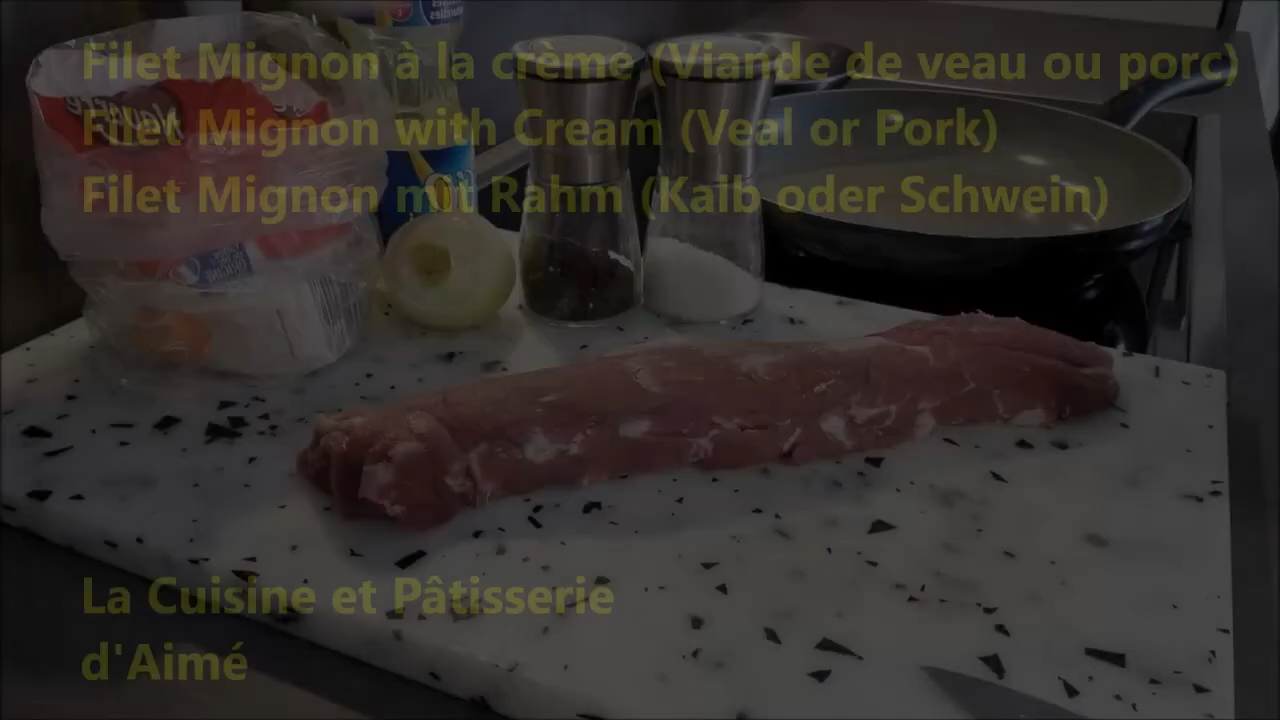 Filet Mignon à la crème (Viande de veau ou porc)
Filet Mignon with Cream (Veal or Pork)
Filet Mignon mit Rahm (Kalb oder Schwein)
La Cuisine et Pâtisserie
d'Aimé